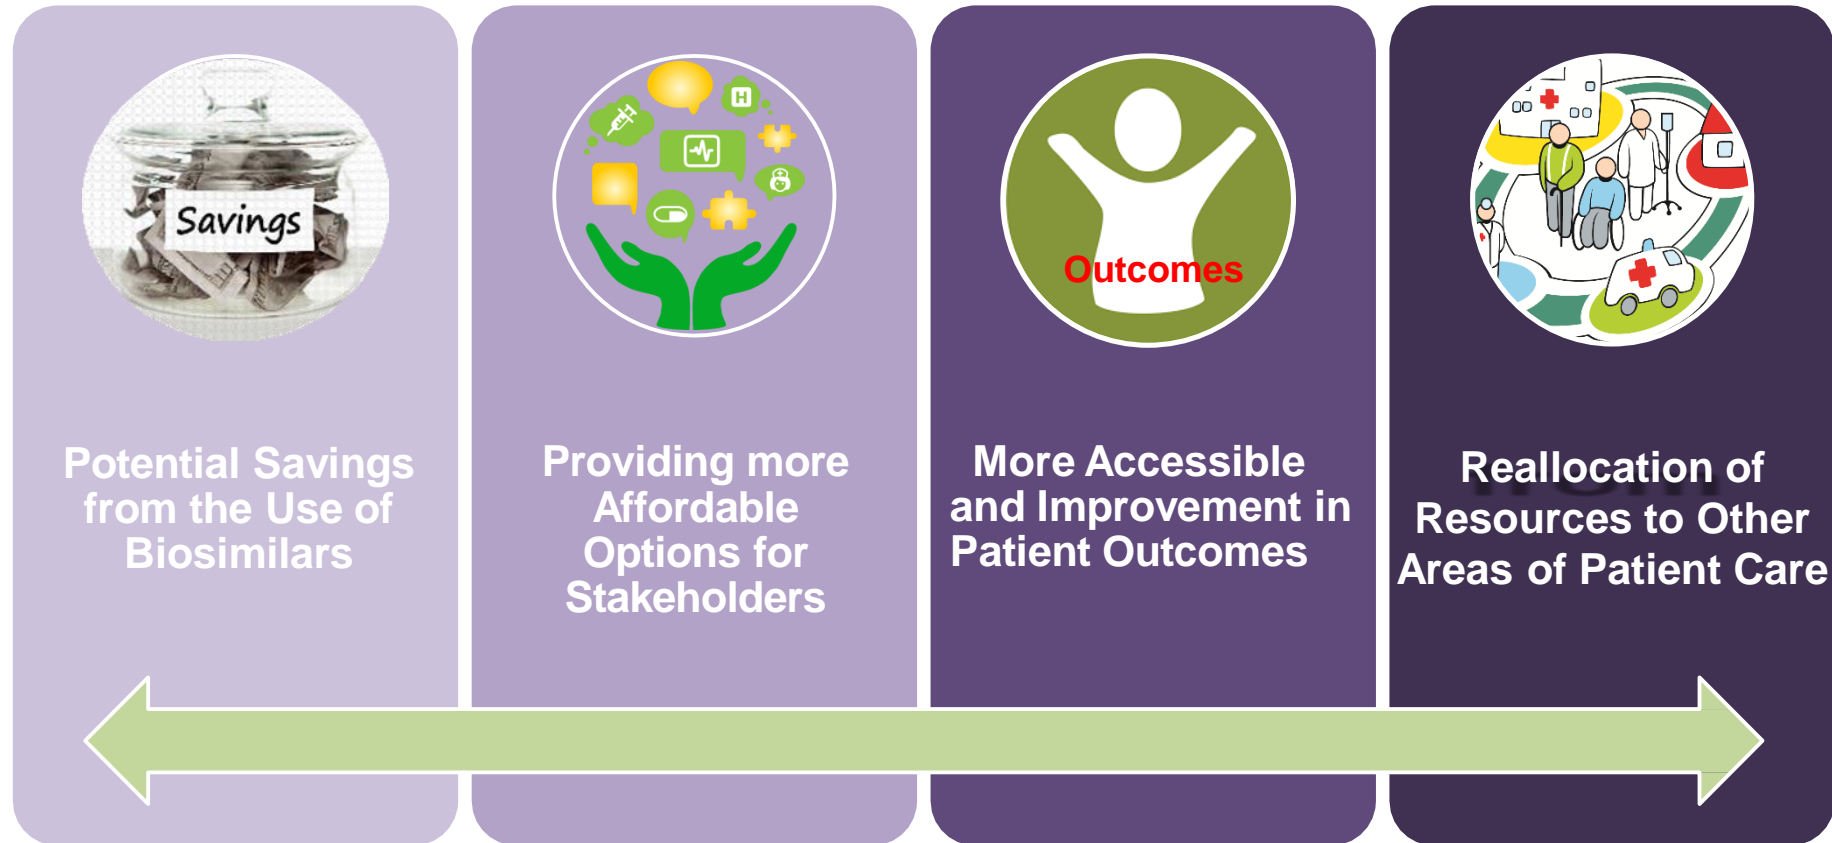 Savings
H
Outcomes
Potential Savings
from the Use of
Biosimilars
Providing more
Affordable
Options for
Stakeholders
More Accessible
and Improvement in
Patient Outcomes
Reallocation of
Resources to Other
Areas of Patient Care